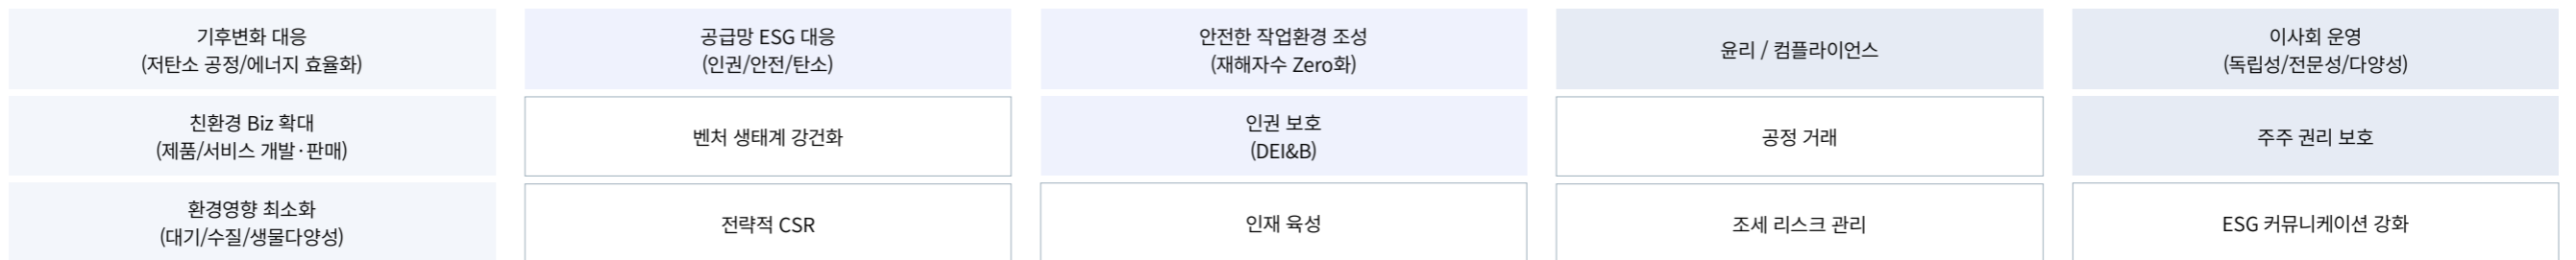 기후변화 대응
(저탄소 공정/에너지 효율화)
공급망 ESG 대응
(인권/안전/탄소)
안전한 작업환경 조성
(재해자수 Zero화)
윤리 / 컴플라이언스
이사회 운영
(독립성/전문성/다양성)
친환경 Biz 확대
(제품/서비스 개발·판매)
벤처 생태계 강건화
인권 보호
(DEI&B)
공정 거래
주주 권리 보호
환경영향 최소화
(대기/수질/생물다양성)
전략적 CSR
인재 육성
조세 리스크 관리
ESG 커뮤니케이션 강화